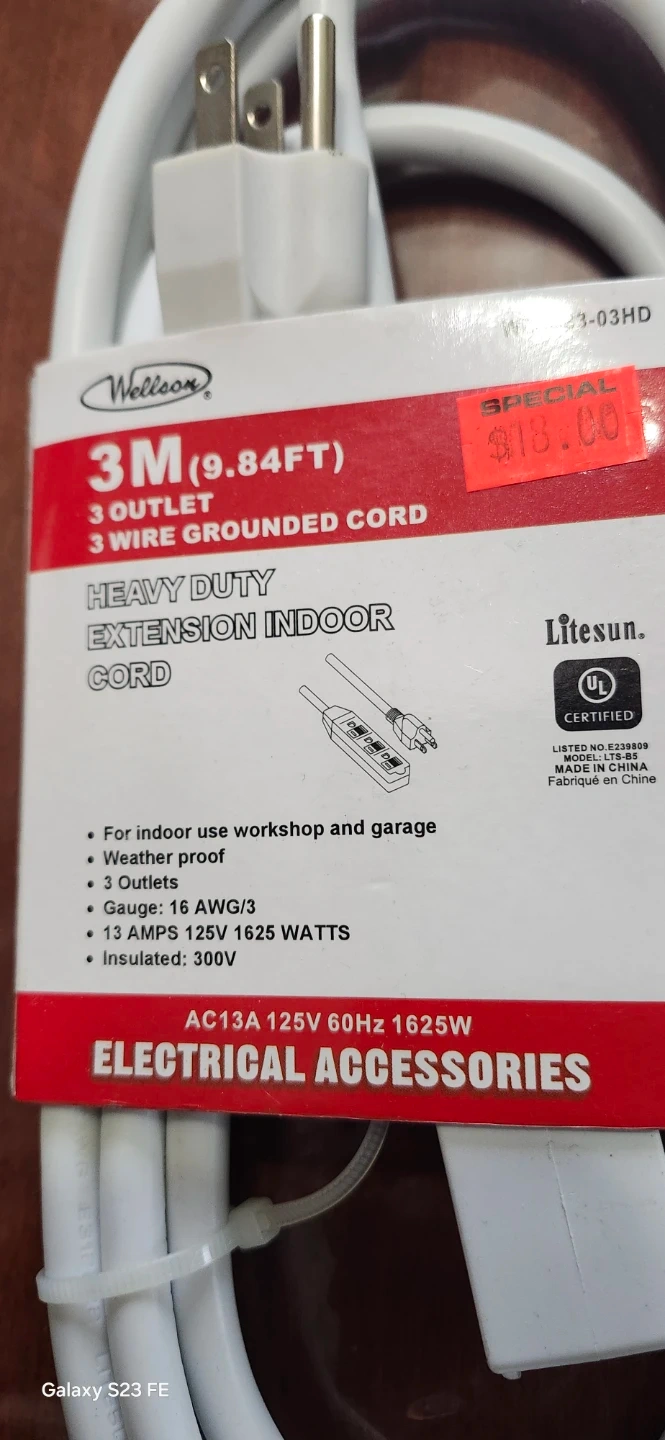 3-03HD
Wellson®
SPECIAL
$18.00
3M (9.84FT)
3 OUTLET
3 WIRE GROUNDED CORD
HEAVY DUTY
EXTENSION INDOOR
CORD
Litesun®
UL
CERTIFIED
LISTED NO.E239809
MODEL: LTS-B5
MADE IN CHINA
Fabriqué en Chine
• For indoor use workshop and garage
• Weather proof
• 3 Outlets
• Gauge: 16 AWG/3
• 13 AMPS 125V 1625 WATTS
• Insulated: 300V
AC13A 125V 60Hz 1625W
ELECTRICAL ACCESSORIES
Galaxy S23 FE